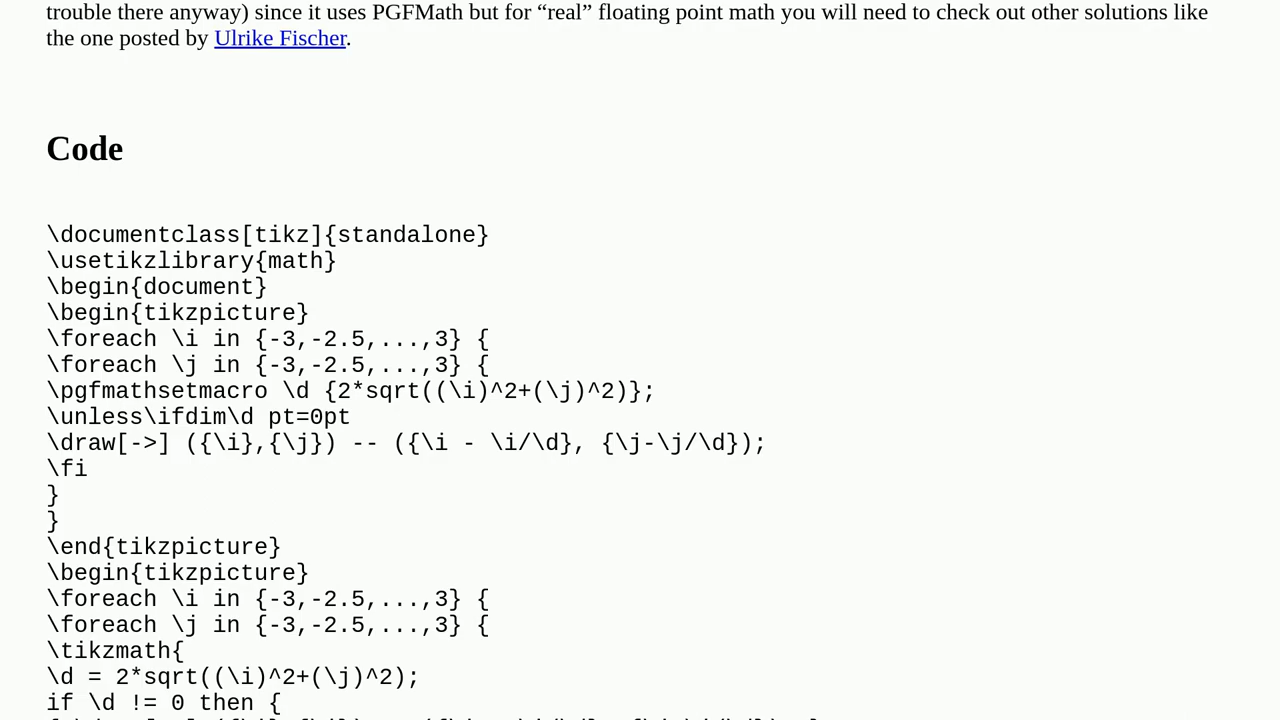 trouble there anyway) since it uses PGFMath but for “real” floating point math you will need to check out other solutions like
the one posted by Ulrike Fischer.
Code
\documentclass[tikz]{standalone}
\usetikzlibrary{math}
\begin{document}
\begin{tikzpicture}
\foreach \i in {-3,-2.5,...,3} {
\foreach \j in {-3,-2.5,...,3} {
\pgfmathsetmacro \d {2*sqrt((\i)^2+(\j)^2)};
\unless\ifdim\d pt=0pt
\draw[->] ({\i},{\j}) -- ({\i - \i/\d}, {\j-\j/\d});
\fi
}
}
\end{tikzpicture}
\begin{tikzpicture}
\foreach \i in {-3,-2.5,...,3} {
\foreach \j in {-3,-2.5,...,3} {
\tikzmath{
\d = 2*sqrt((\i)^2+(\j)^2);
if \d != 0 then {